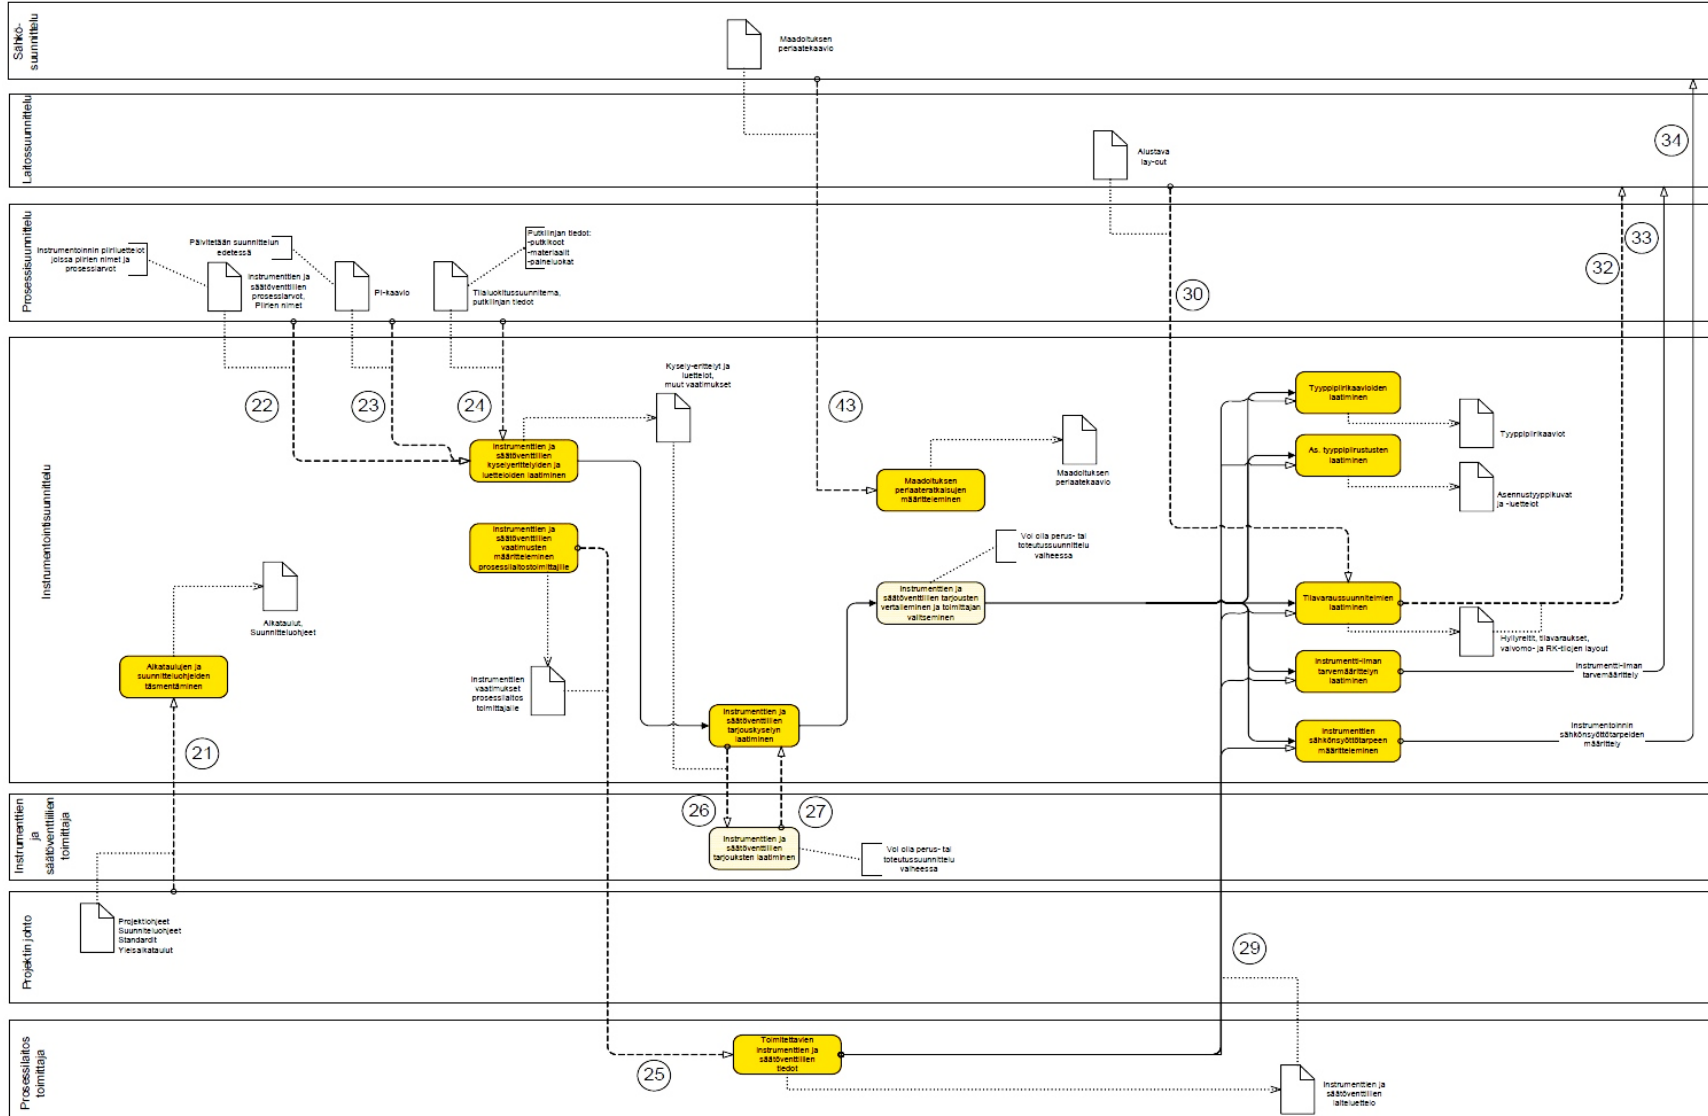 Sähkö-
suunnittelu
Maadoituksen
periaatekaavio
Laitossuunnittelu
Alustava
lay-out
34
Prosessisuunnittelu
Instrumentoinnin piiriluettelot
joissa piirien nimet ja
prosessiarvot
Päivitetään suunnittelun
edetessä
Putkilinjan tiedot:
-putkikoot
-materiaalit
-paineluokat
Instrumenttien ja
säätöventtiilien
prosessiarvot,
Piirien nimet
PI-kaavio
Tilaluokitussuunnitelma,
putkilinjan tiedot
30
32
33
Instrumentointisuunnittelu
22
23
24
Kysely-erittelyt ja
luettelot,
muut vaatimukset
43
Instrumenttien ja
säätöventtiilien
kyselyerittelyiden ja
luetteloiden laatiminen
Maadoituksen
periaateratkaisujen
määritteleminen
Maadoituksen
periaatekaavio
Tyyppipiirikaavioiden
laatiminen
Tyyppipiirikaaviot
As. tyyppipiirustusten
laatiminen
Asennustyyppikuvat
ja -luettelot
Instrumenttien ja
säätöventtiilien
vaatimusten
määritteleminen
prosessilaitostoimittajille
Voi olla perus- tai
toteutussuunnittelu
vaiheessa
Instrumenttien ja
säätöventtiilien tarjousten
vertaileminen ja toimittajan
valitseminen
Tilavaraussuunnitelmien
laatiminen
Hyllyreitit, tilavaraukset,
valvomo- ja RK-tilojen layout
Aikataulut,
Suunnitteluohjeet
Aikataulujen ja
suunnitteluohjeiden
täsmentäminen
Instrumenttien
vaatimukset
prosessilaitos
toimittajalle
Instrumentti-ilman
tarvemäärittelyn
laatiminen
Instrumentti-ilman
tarvemäärittely
Instrumenttien ja
säätöventtiilien
tarjouskyselyn
laatiminen
Instrumenttien
sähkönsyöttötarpeen
määritteleminen
Instrumentoinnin
sähkönsyöttötarpeiden
määrittely
21
Instrumenttien
ja
säätöventtiilien
toimittaja
26
27
Instrumenttien ja
säätöventtiilien
tarjouksten laatiminen
Voi olla perus- tai
toteutussuunnittelu
vaiheessa
Projektin johto
Projektiohjeet
Suunnitteluohjeet
Standardit
Yleisaikataulut
29
Prosessilaitos
toimittaja
25
Toimitettavien
instrumenttien ja
säätöventtiilien
tiedot
Instrumenttien ja
säätöventtiilien
laiteluettelo